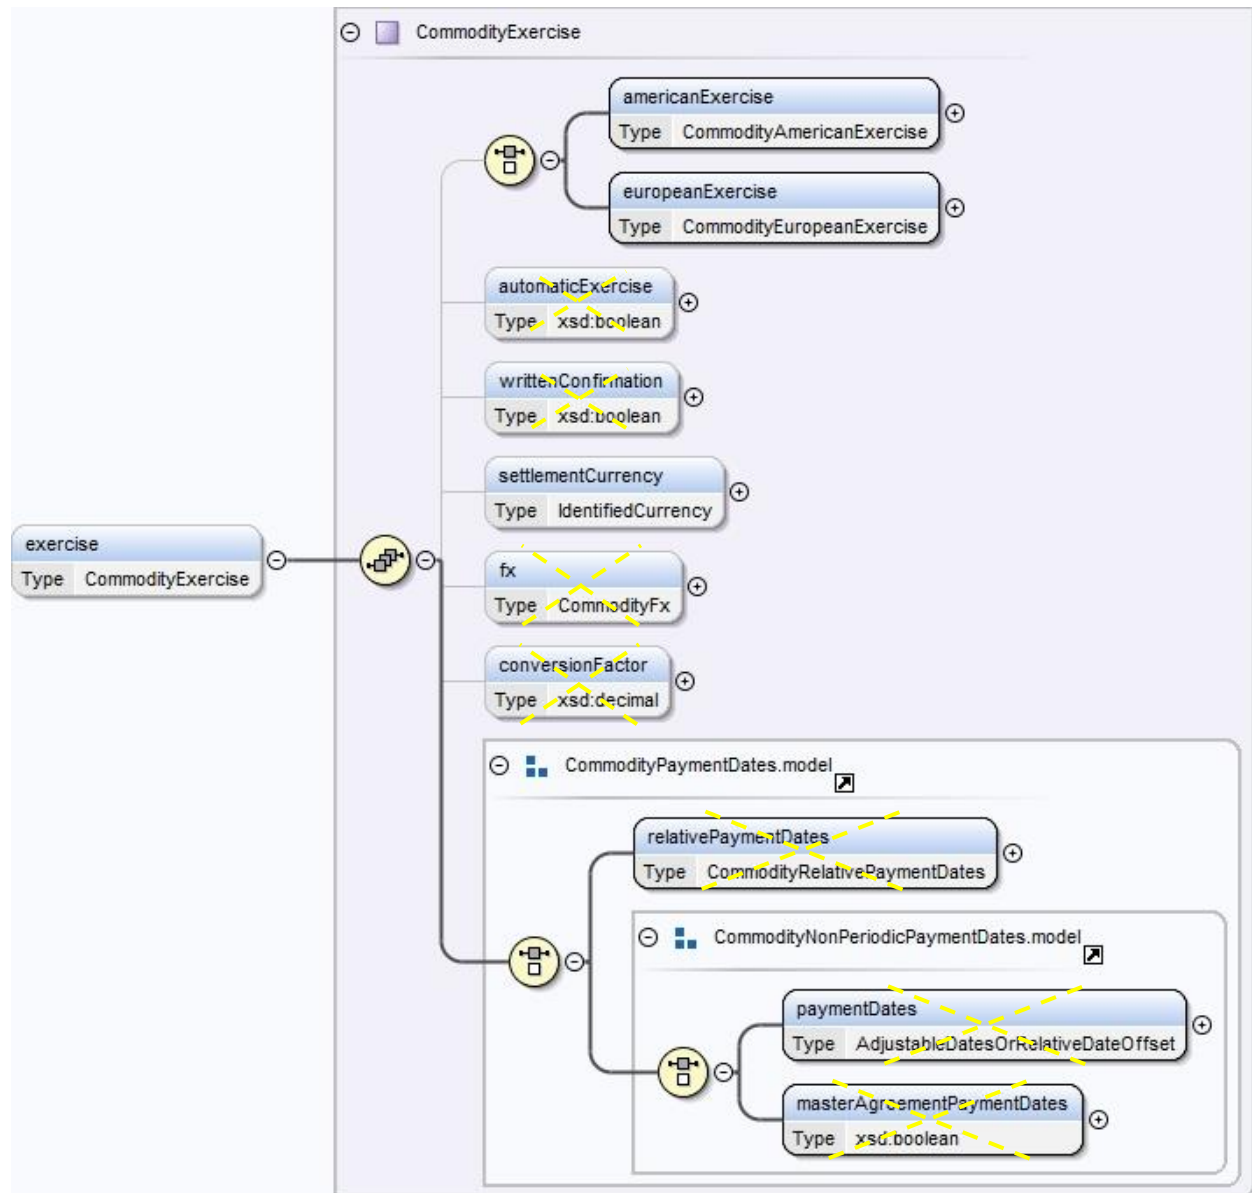 CommodityExercise
americanExercise
Type CommodityAmericanExercise
europeanExercise
Type CommodityEuropeanExercise
automaticExercise
Type xsd:boolean
writtenConfirmation
Type xsd:boolean
settlementCurrency
Type IdentifiedCurrency
exercise
Type CommodityExercise
fx
Type CommodityFx
conversionFactor
Type xsd:decimal
CommodityPaymentDates.model
relativePaymentDates
Type CommodityRelativePaymentDates
CommodityNonPeriodicPaymentDates.model
paymentDates
Type AdjustableDatesOrRelativeDateOffset
masterAgreementPaymentDates
Type xsd:boolean